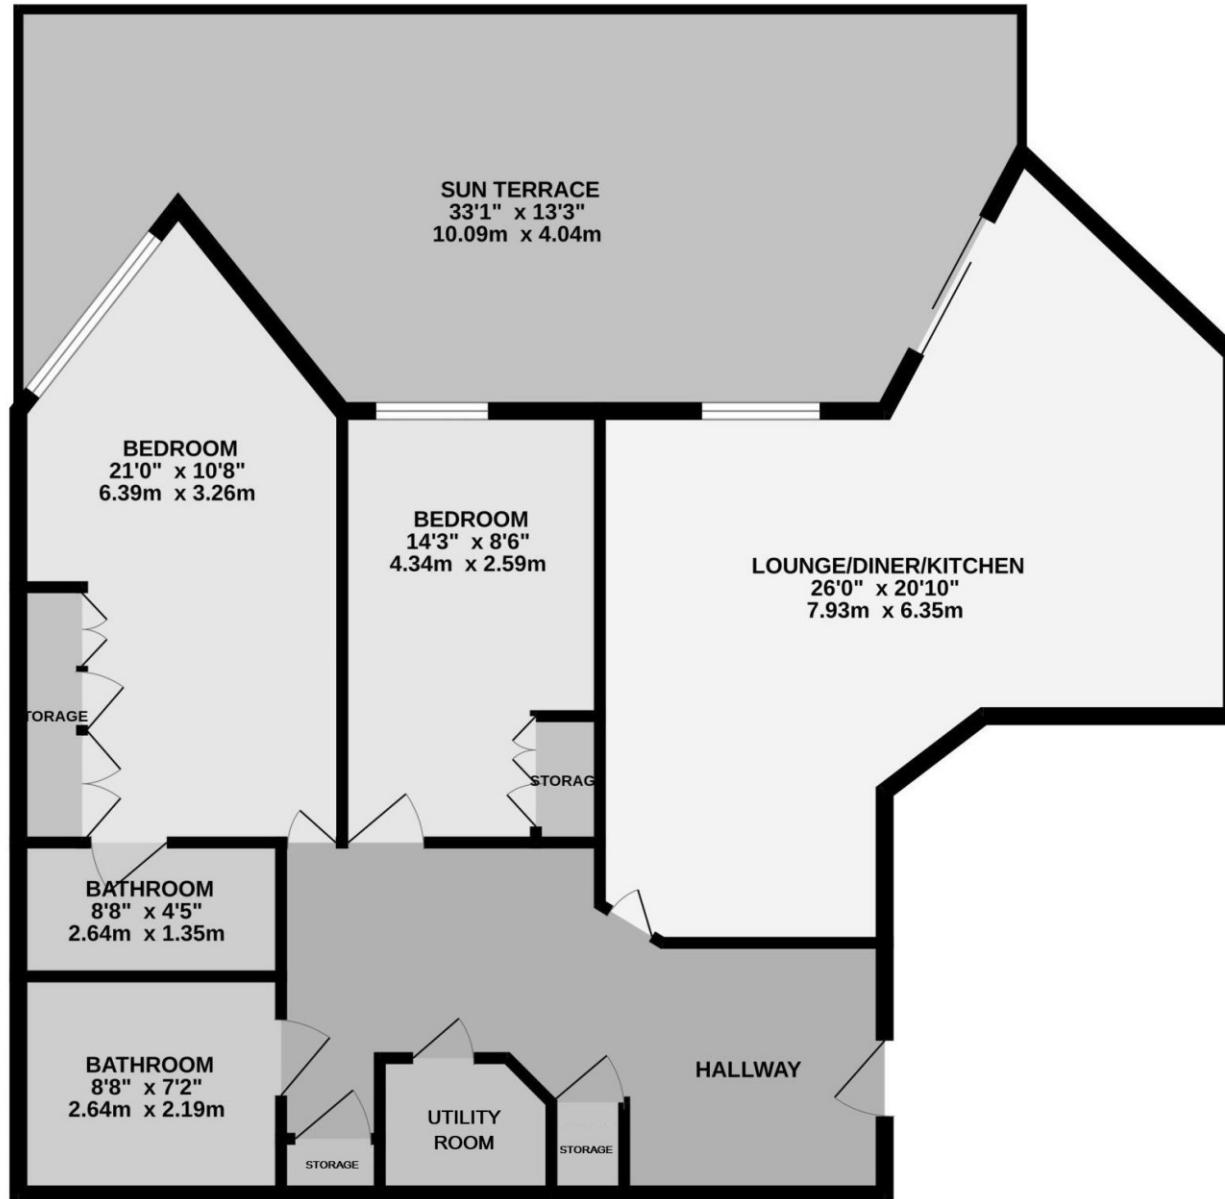 SUN TERRACE
33'1" x 13'3"
10.09m x 4.04m
BEDROOM
21'0" x 10'8"
6.39m x 3.26m
BEDROOM
14'3" x 8'6"
4.34m x 2.59m
LOUNGE/DINER/KITCHEN
26'0" x 20'10"
7.93m x 6.35m
TORAGE
STORAG
BATHROOM
8'8" x 4'5"
2.64m x 1.35m
BATHROOM
8'8" x 7'2"
2.64m x 2.19m
HALLWAY
UTILITY
ROOM
STORAGE
STORAGE